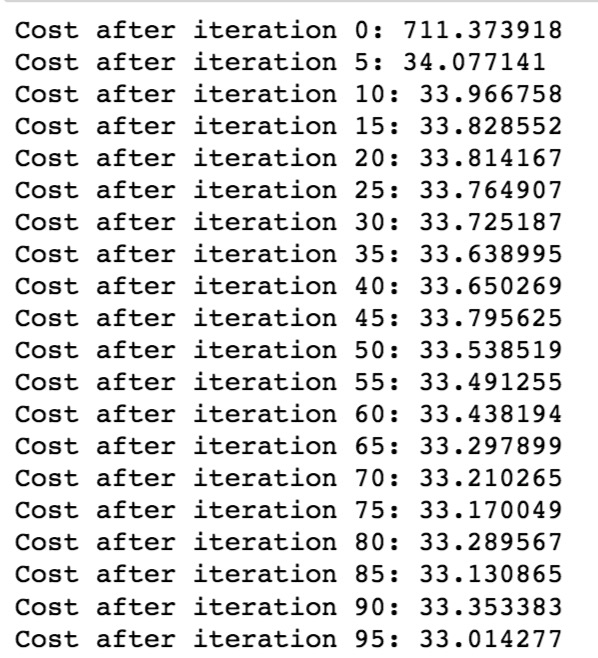 Cost after iteration 0: 711.373918
Cost after iteration 5: 34.077141
Cost after iteration 10: 33.966758
Cost after iteration 15: 33.828552
Cost after iteration 20: 33.814167
Cost after iteration 25: 33.764907
Cost after iteration 30: 33.725187
Cost after iteration 35: 33.638995
Cost after iteration 40: 33.650269
Cost after iteration 45: 33.795625
Cost after iteration 50: 33.538519
Cost after iteration 55: 33.491255
Cost after iteration 60: 33.438194
Cost after iteration 65: 33.297899
Cost after iteration 70: 33.210265
Cost after iteration 75: 33.170049
Cost after iteration 80: 33.289567
Cost after iteration 85: 33.130865
Cost after iteration 90: 33.353383
Cost after iteration 95: 33.014277